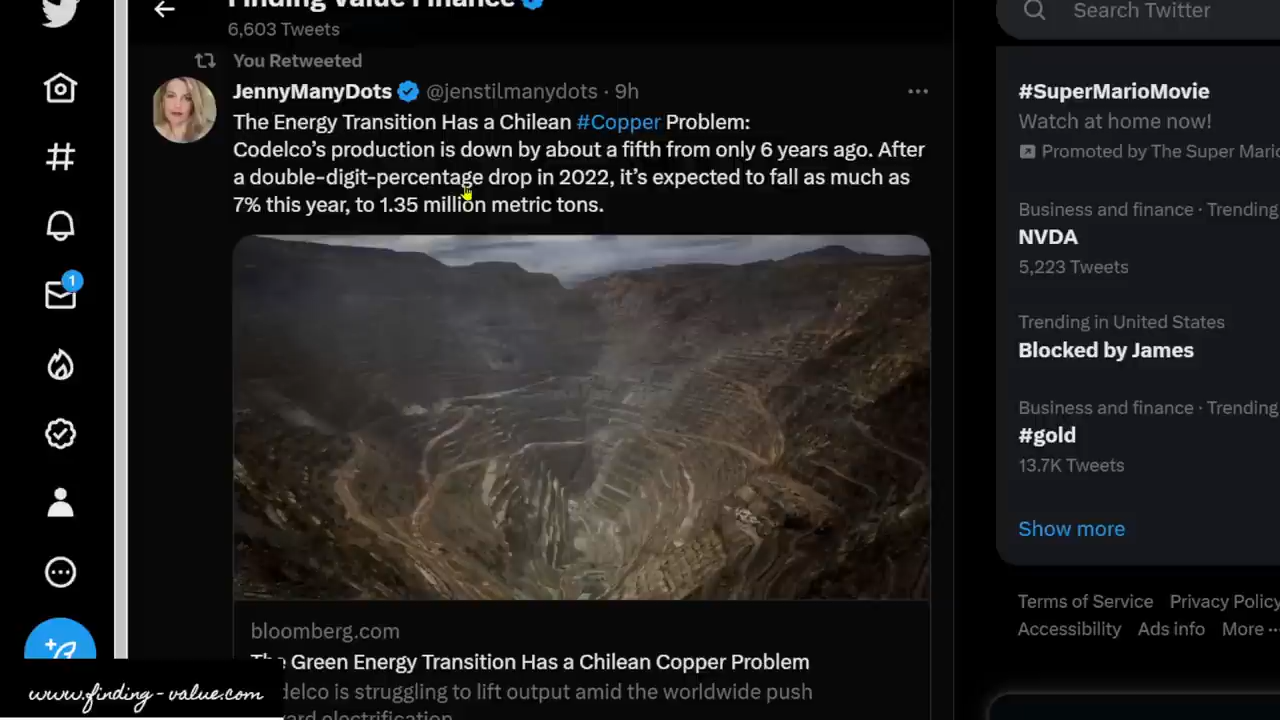 Finding Value Finance
6,603 Tweets
You Retweeted
JennyManyDots @jenstilmanydots · 9h
The Energy Transition Has a Chilean #Copper Problem:
Codelco's production is down by about a fifth from only 6 years ago. After
a double-digit-percentage drop in 2022, it's expected to fall as much as
7% this year, to 1.35 million metric tons.
bloomberg.com
The Green Energy Transition Has a Chilean Copper Problem
delco is struggling to lift output amid the worldwide push
ward electrification
1
www.finding-value.com
Search Twitter
#SuperMarioMovie
Watch at home now!
Promoted by The Super Mario
Business and finance · Trending
NVDA
5,223 Tweets
Trending in United States
Blocked by James
Business and finance · Trending
#gold
13.7K Tweets
Show more
Terms of Service Privacy Policy
Accessibility Ads info More ...